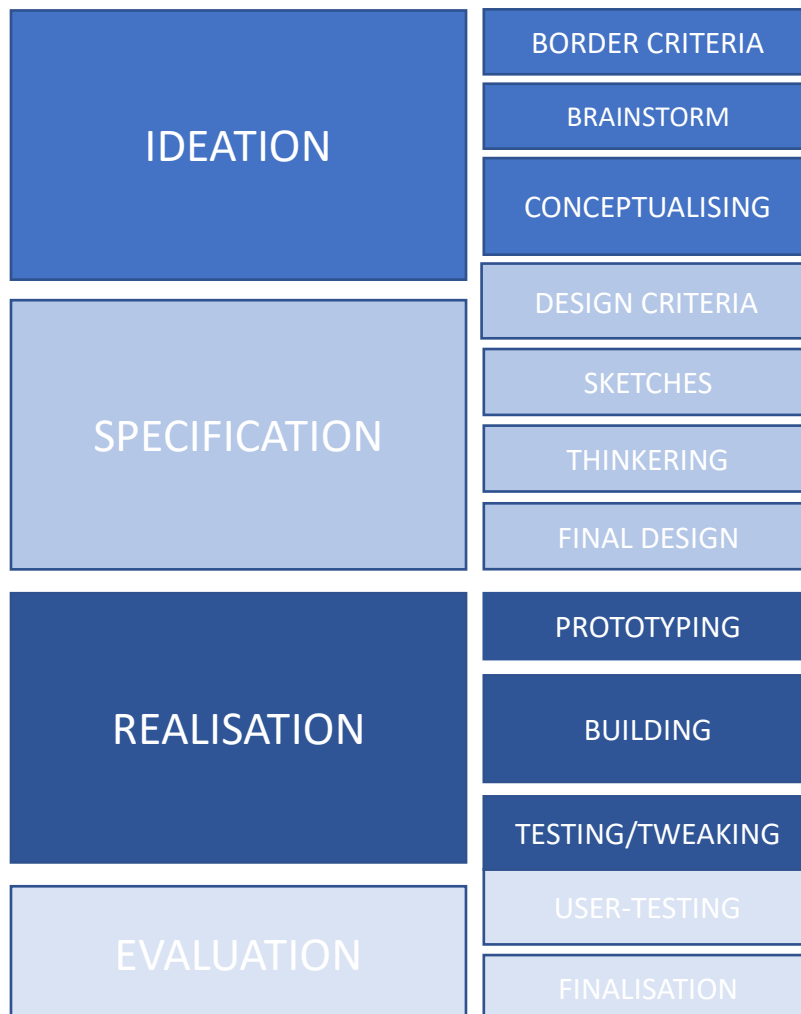 IDEATION
BORDER CRITERIA
BRAINSTORM
CONCEPTUALISING
SPECIFICATION
DESIGN CRITERIA
SKETCHES
THINKERING
FINAL DESIGN
REALISATION
PROTOTYPING
BUILDING
TESTING/TWEAKING
EVALUATION
USER-TESTING
FINALISATION